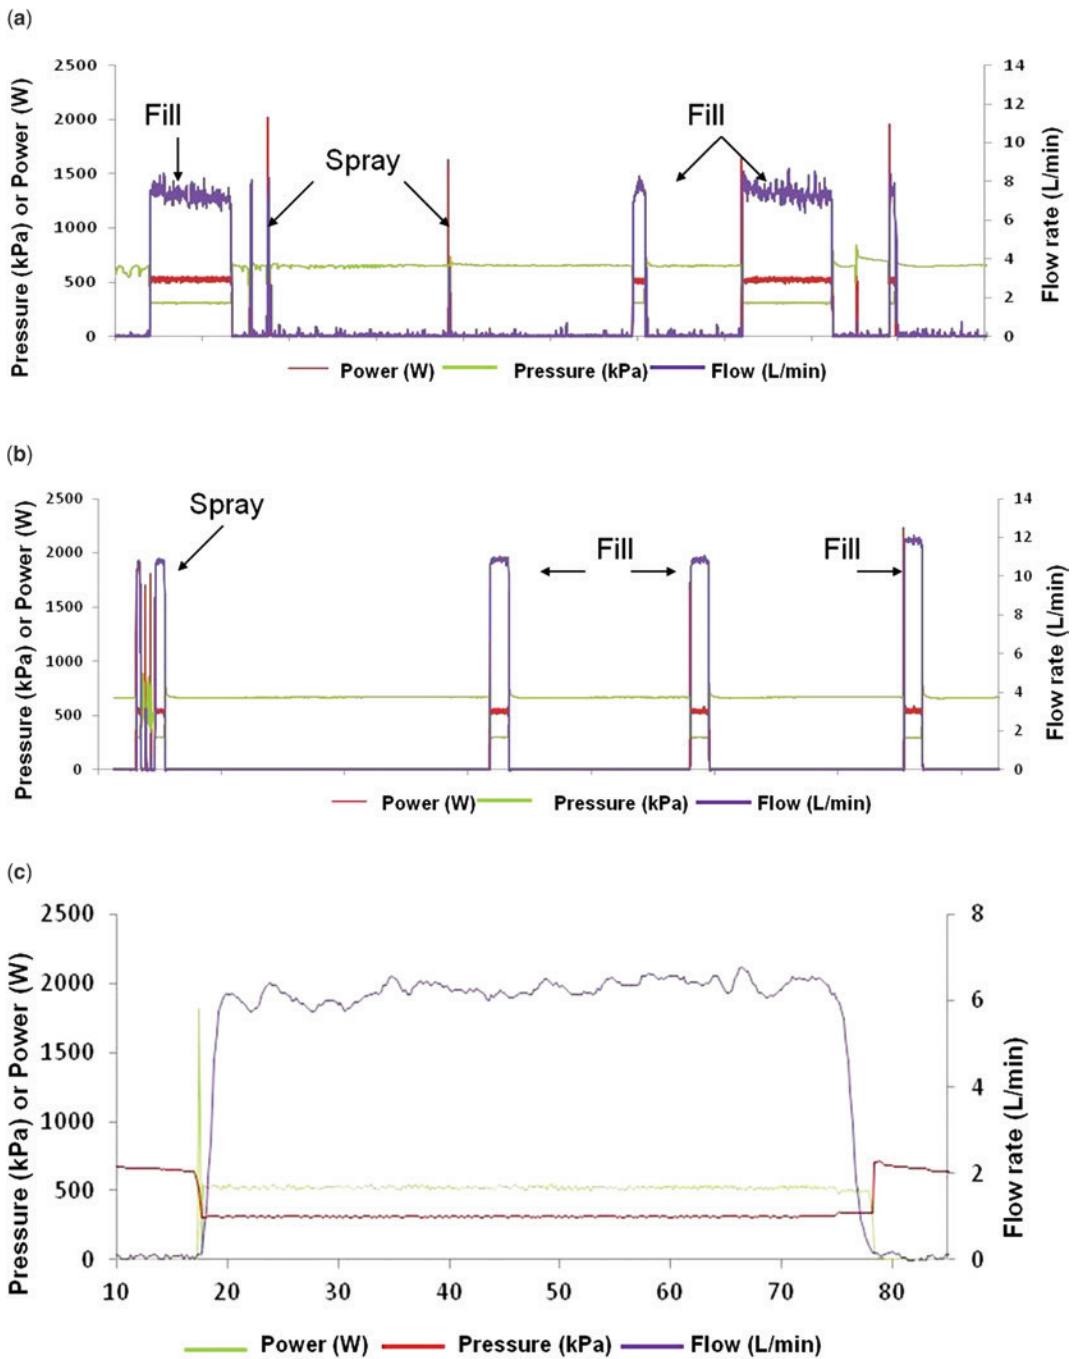 (a)
Pressure (kPa) or Power (W)
2500
2000
1500
1000
500
0
Fill
Spray
Fill
14
12
10
8
6
4
2
0
Flow rate (L/min)
Power (W) Pressure (kPa) Flow (L/min)
(b)
Pressure (kPa) or Power (W)
2500
2000
1500
1000
500
0
Spray
Fill
Fill
14
12
10
8
6
4
2
0
Flow rate (L/min)
Power (W) Pressure (kPa) Flow (L/min)
(c)
Pressure (kPa) or Power (W)
2500
2000
1500
1000
500
0
8
6
4
2
0
Flow rate (L/min)
10 20 30 40 50 60 70 80
Power (W) Pressure (kPa) Flow (L/min)